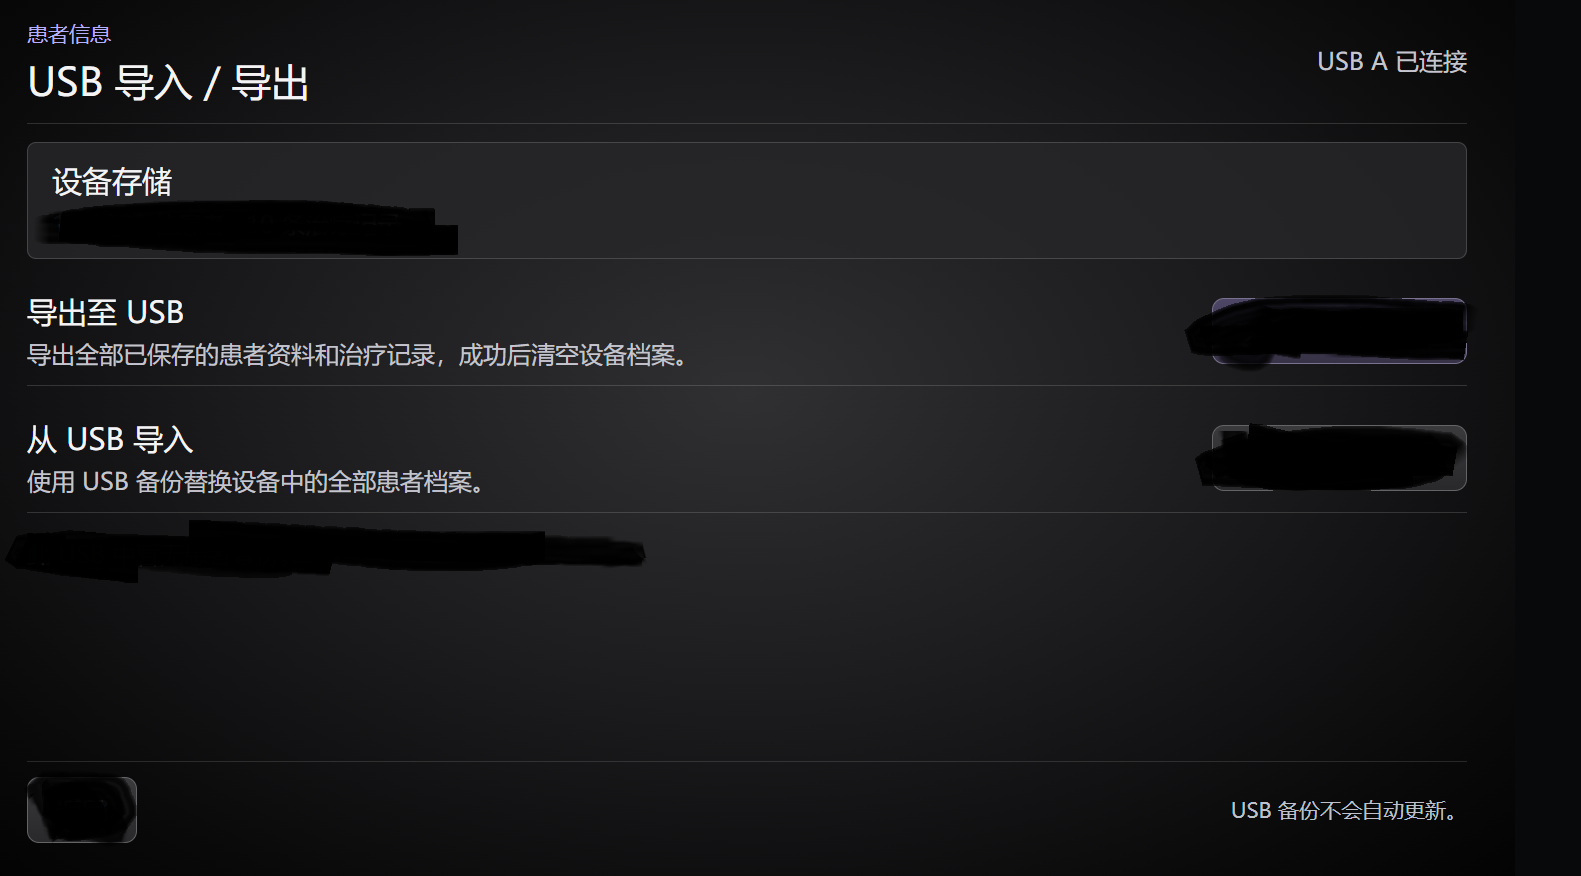 患者信息
USB 导入 / 导出
USB A 已连接
设备存储
导出至 USB
导出全部已保存的患者资料和治疗记录，成功后清空设备档案。
从 USB 导入
使用 USB 备份替换设备中的全部患者档案。
USB 备份不会自动更新。